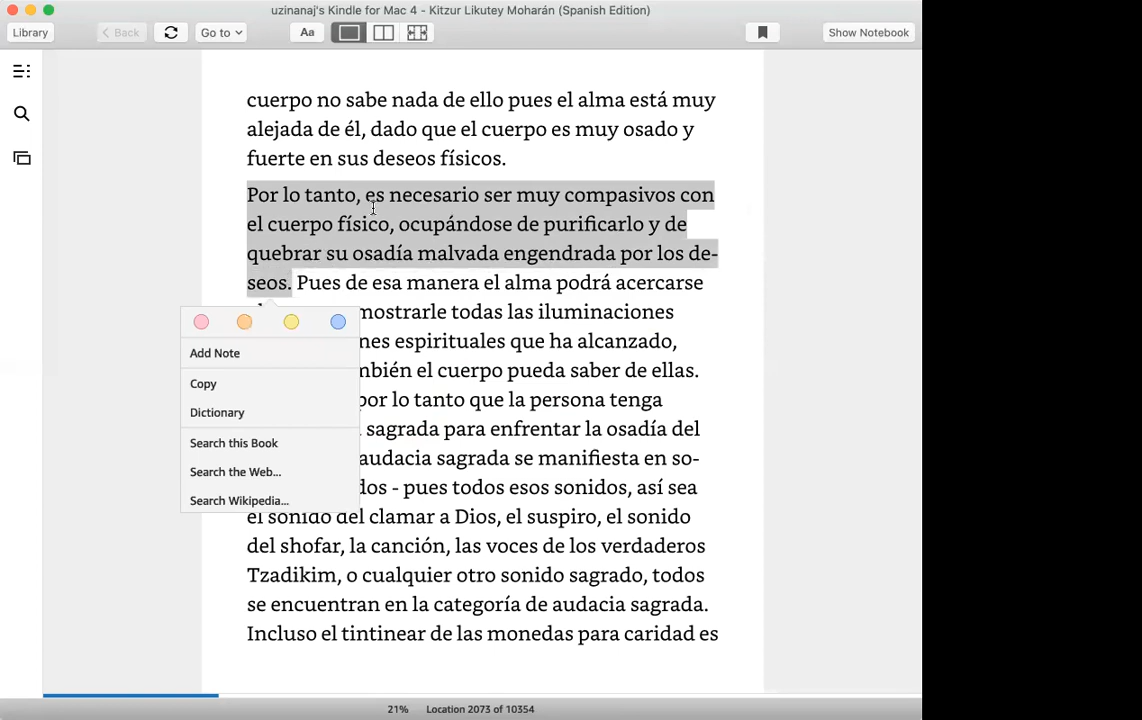 uzinanaj's Kindle for Mac 4 - Kitzur Likutey Moharán (Spanish Edition)
Library
Back
Go to
Aa
Show Notebook
cuerpo no sabe nada de ello pues el alma está muy
alejada de él, dado que el cuerpo es muy osado y
fuerte en sus deseos físicos.
Por lo tanto, es necesario ser muy compasivos con
el cuerpo físico, ocupándose de purificarlo y de
quebrar su osadía malvada engendrada por los de-
seos. Pues de esa manera el alma podrá acercarse
mostrarle todas las iluminaciones
nes espirituales que ha alcanzado,
mbién el cuerpo pueda saber de ellas.
por lo tanto que la persona tenga
sagrada para enfrentar la osadía del
audacia sagrada se manifiesta en so-
dos - pues todos esos sonidos, así sea
el sonido del clamar a Dios, el suspiro, el sonido
del shofar, la canción, las voces de los verdaderos
Tzadikim, o cualquier otro sonido sagrado, todos
se encuentran en la categoría de audacia sagrada.
Incluso el tintinear de las monedas para caridad es
Add Note
Copy
Dictionary
Search this Book
Search the Web...
Search Wikipedia...
21% Location 2073 of 10354